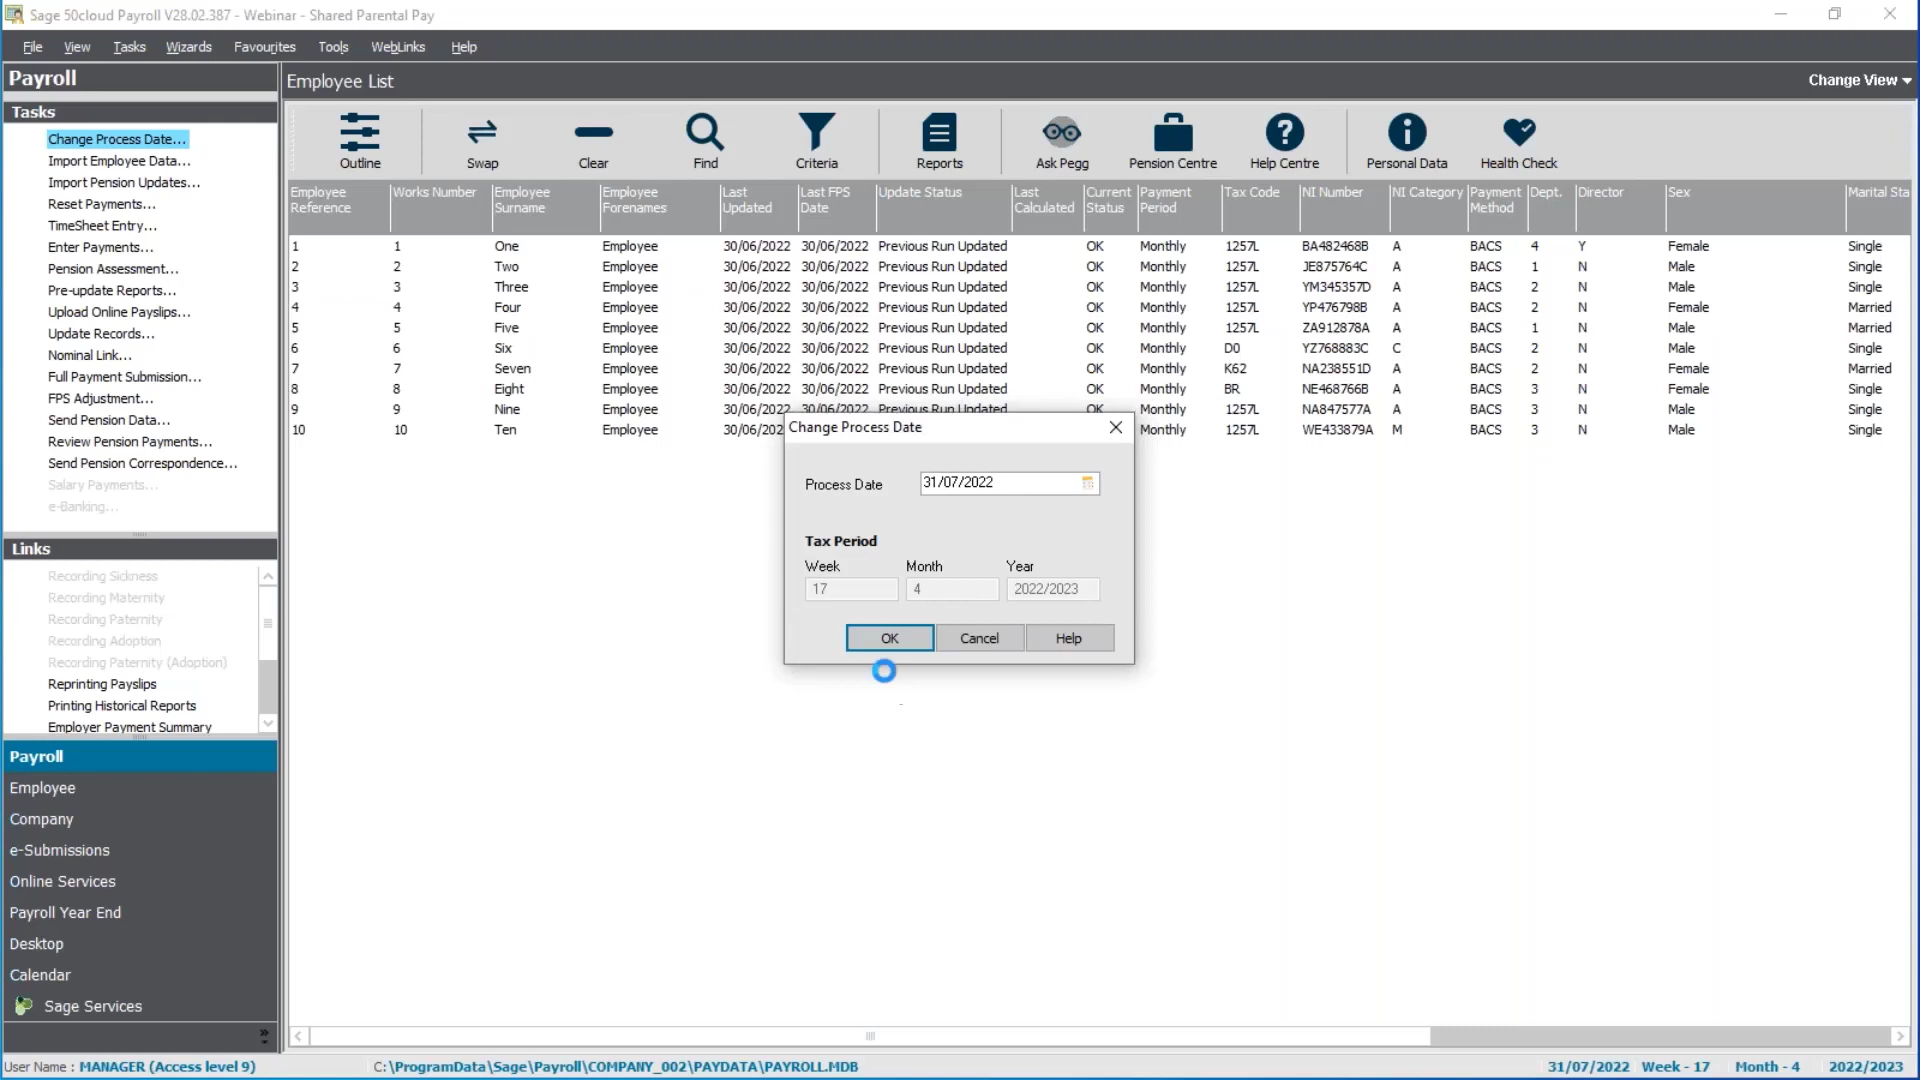 Sage 50cloud Payroll V28.02.387 - Webinar - Shared Parental Pay
File View Tasks Wizards Favourites Tools WebLinks Help
Payroll
Employee List
Change View
Tasks
Change Process Date...
Import Employee Data...
Import Pension Updates...
Reset Payments...
TimeSheet Entry...
Enter Payments...
Pension Assessment...
Pre-update Reports...
Upload Online Payslips...
Update Records...
Nominal Link...
Full Payment Submission...
FPS Adjustment...
Send Pension Data...
Review Pension Payments...
Send Pension Correspondence...
Salary Payments...
e-Banking...
Links
Recording Sickness
Recording Maternity
Recording Paternity
Recording Adoption
Recording Paternity (Adoption)
Reprinting Payslips
Printing Historical Reports
Employer Payment Summary
Payroll
Employee
Company
e-Submissions
Online Services
Payroll Year End
Desktop
Calendar
Sage Services
Outline Swap Clear Find Criteria Reports Ask Pegg Pension Centre Help Centre Personal Data Health Check
Employee Reference Works Number Employee Surname Employee Forenames Last Updated Last FPS Date Update Status Last Calculated Current Status Payment Period Tax Code NI Number NI Category Payment Method Dept. Director Sex Marital Sta
1 1 One Employee 30/06/2022 30/06/2022 Previous Run Updated OK Monthly 1257L BA482468B A BACS 4 Y Female Single
2 2 Two Employee 30/06/2022 30/06/2022 Previous Run Updated OK Monthly 1257L JE875764C A BACS 1 N Male Single
3 3 Three Employee 30/06/2022 30/06/2022 Previous Run Updated OK Monthly 1257L YM345357D A BACS 2 N Male Single
4 4 Four Employee 30/06/2022 30/06/2022 Previous Run Updated OK Monthly 1257L YP476798B A BACS 2 N Female Married
5 5 Five Employee 30/06/2022 30/06/2022 Previous Run Updated OK Monthly 1257L ZA912878A A BACS 1 N Male Married
6 6 Six Employee 30/06/2022 30/06/2022 Previous Run Updated OK Monthly D0 YZ768883C C BACS 2 N Male Single
7 7 Seven Employee 30/06/2022 30/06/2022 Previous Run Updated OK Monthly K62 NA238551D A BACS 2 N Female Married
8 8 Eight Employee 30/06/2022 30/06/2022 Previous Run Updated OK Monthly BR NE468766B A BACS 3 N Female Single
9 9 Nine Employee 30/06/2022 30/06/2022 Previous Run Updated OK Monthly 1257L NA847577A A BACS 3 N Male Single
10 10 Ten Employee 30/06/202 Monthly 1257L WE433879A M BACS 3 N Male Single
Change Process Date
Process Date 31/07/2022
Tax Period
Week Month Year
17 4 2022/2023
OK Cancel Help
User Name : MANAGER (Access level 9) C:\ProgramData\Sage\Payroll\COMPANY_002\PAYDATA\PAYROLL.MDB 31/07/2022 Week - 17 Month - 4 2022/2023